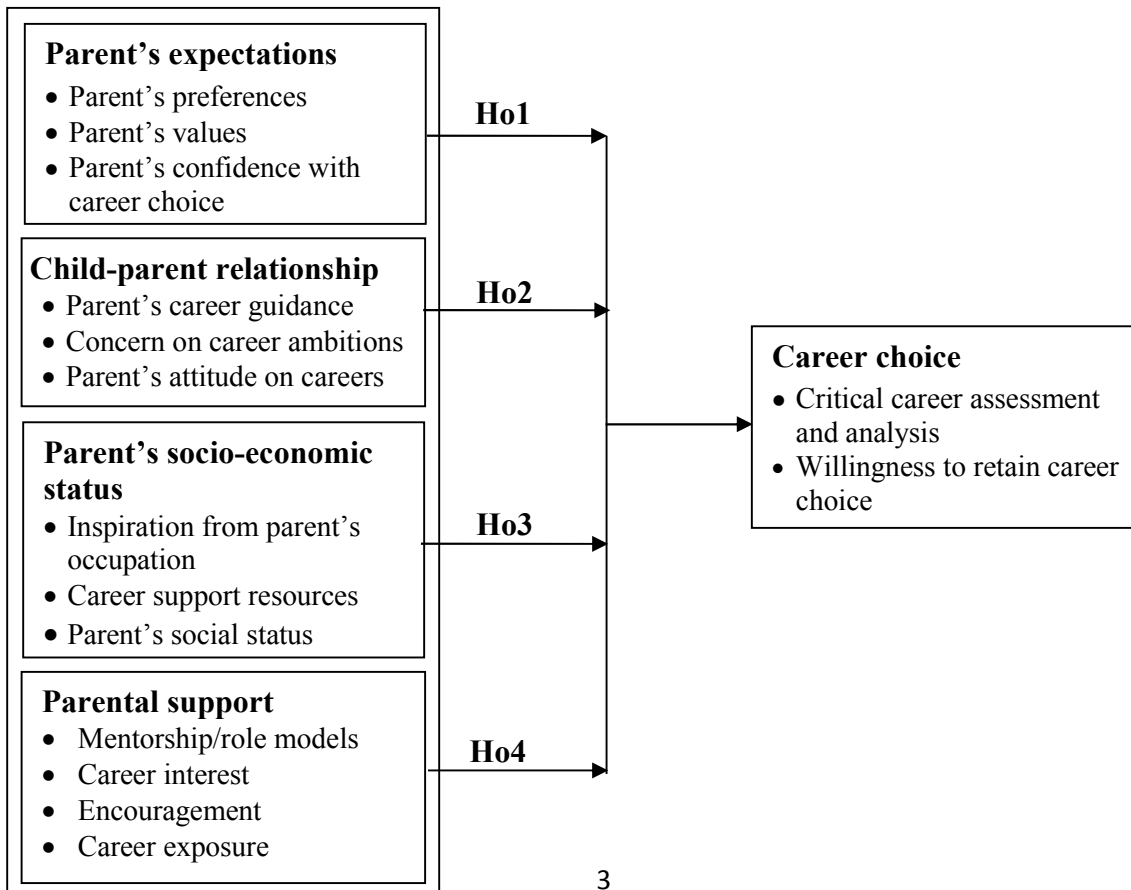 Parent’s expectations
• Parent’s preferences
• Parent’s values
• Parent’s confidence with
career choice
Ho1
Child-parent relationship
• Parent’s career guidance
• Concern on career ambitions
• Parent’s attitude on careers
Ho2
Parent’s socio-economic
status
• Inspiration from parent’s
occupation
• Career support resources
• Parent’s social status
Ho3
Parental support
• Mentorship/role models
• Career interest
• Encouragement
• Career exposure
Ho4
Career choice
• Critical career assessment
and analysis
• Willingness to retain career
choice
3